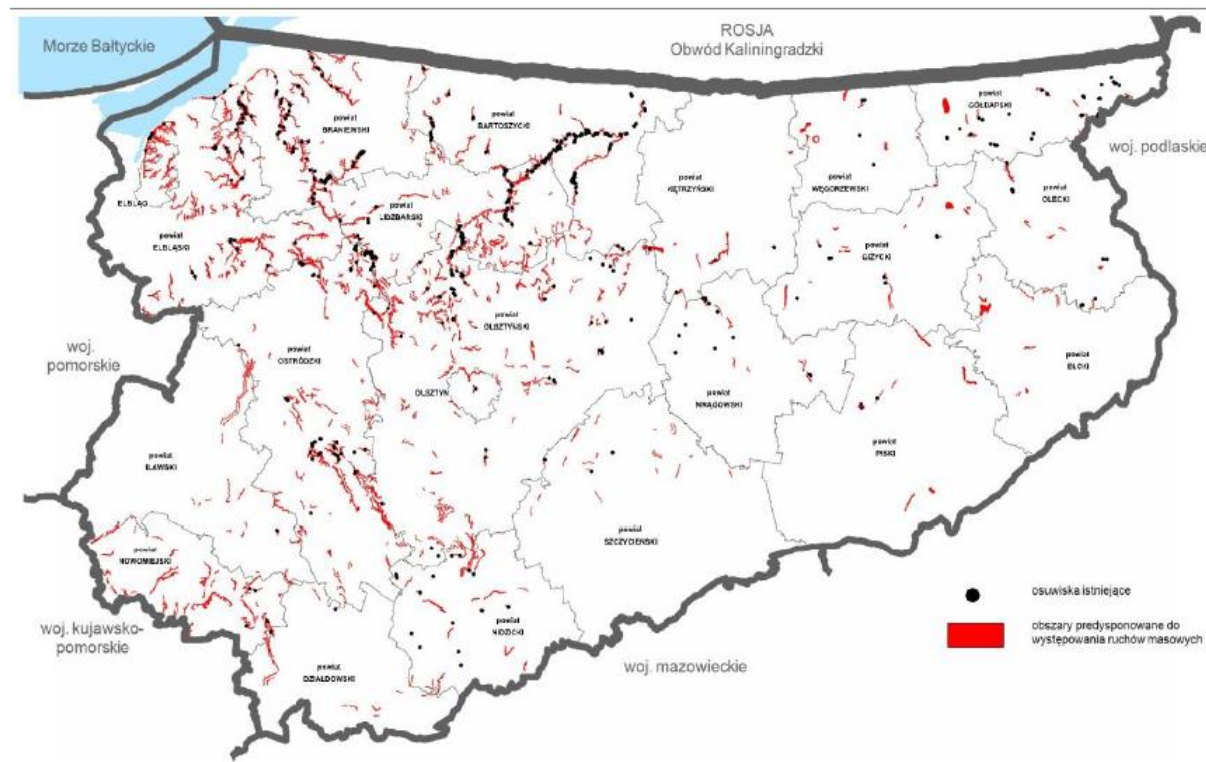 Morze Bałtyckie
ROSJA
Obwód Kaliningradzki
powiat
GOŁDAPSKI
powiat
BRANIEWSKI
powiat
BARTOSZYCKI
woj. podlaskie
powiat
KĘTRZYŃSKI
powiat
WĘGORZEWSKI
powiat
OLECKI
ELBLĄG
powiat
LIDZBARSKI
powiat
ELBLĄSKI
powiat
GIŻYCKI
powiat
OLSZTYŃSKI
woj.
pomorskie
powiat
OSTRÓDZKI
powiat
EŁCKI
OLSZTYN
powiat
MRĄGOWSKI
powiat
PISKI
powiat
IŁAWSKI
powiat
SZCZYCIEŃSKI
powiat
NOWOMIEJSKI
osuwiska istniejące
woj. kujawsko-
pomorskie
powiat
NIDZICKI
obszary predysponowane do
występowania ruchów masowych
woj. mazowieckie
powiat
DZIAŁDOWSKI